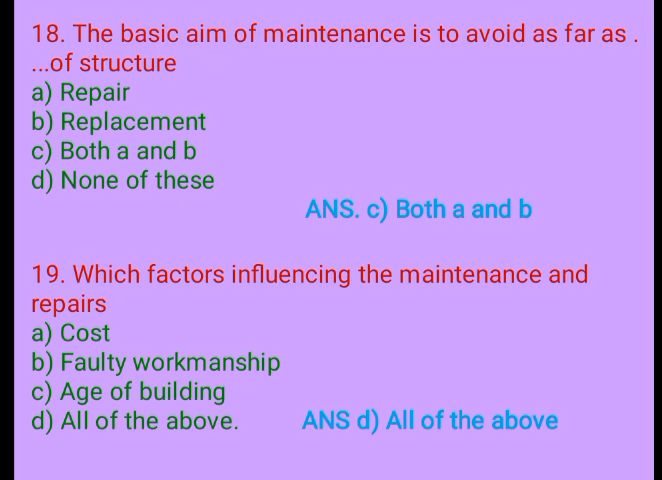 18. The basic aim of maintenance is to avoid as far as .
...of structure
a) Repair
b) Replacement
c) Both a and b
d) None of these
ANS. c) Both a and b
19. Which factors influencing the maintenance and
repairs
a) Cost
b) Faulty workmanship
c) Age of building
d) All of the above. ANS d) All of the above